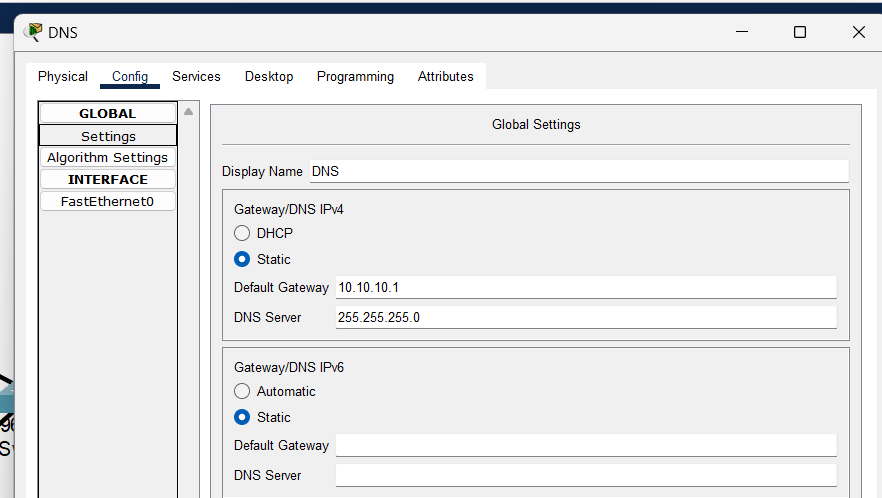 DNS
Physical Config Services Desktop Programming Attributes
GLOBAL
Settings
Algorithm Settings
INTERFACE
FastEthernet0
Global Settings
Display Name DNS
Gateway/DNS IPv4
DHCP
Static
Default Gateway 10.10.10.1
DNS Server 255.255.255.0
Gateway/DNS IPv6
Automatic
Static
Default Gateway
DNS Server